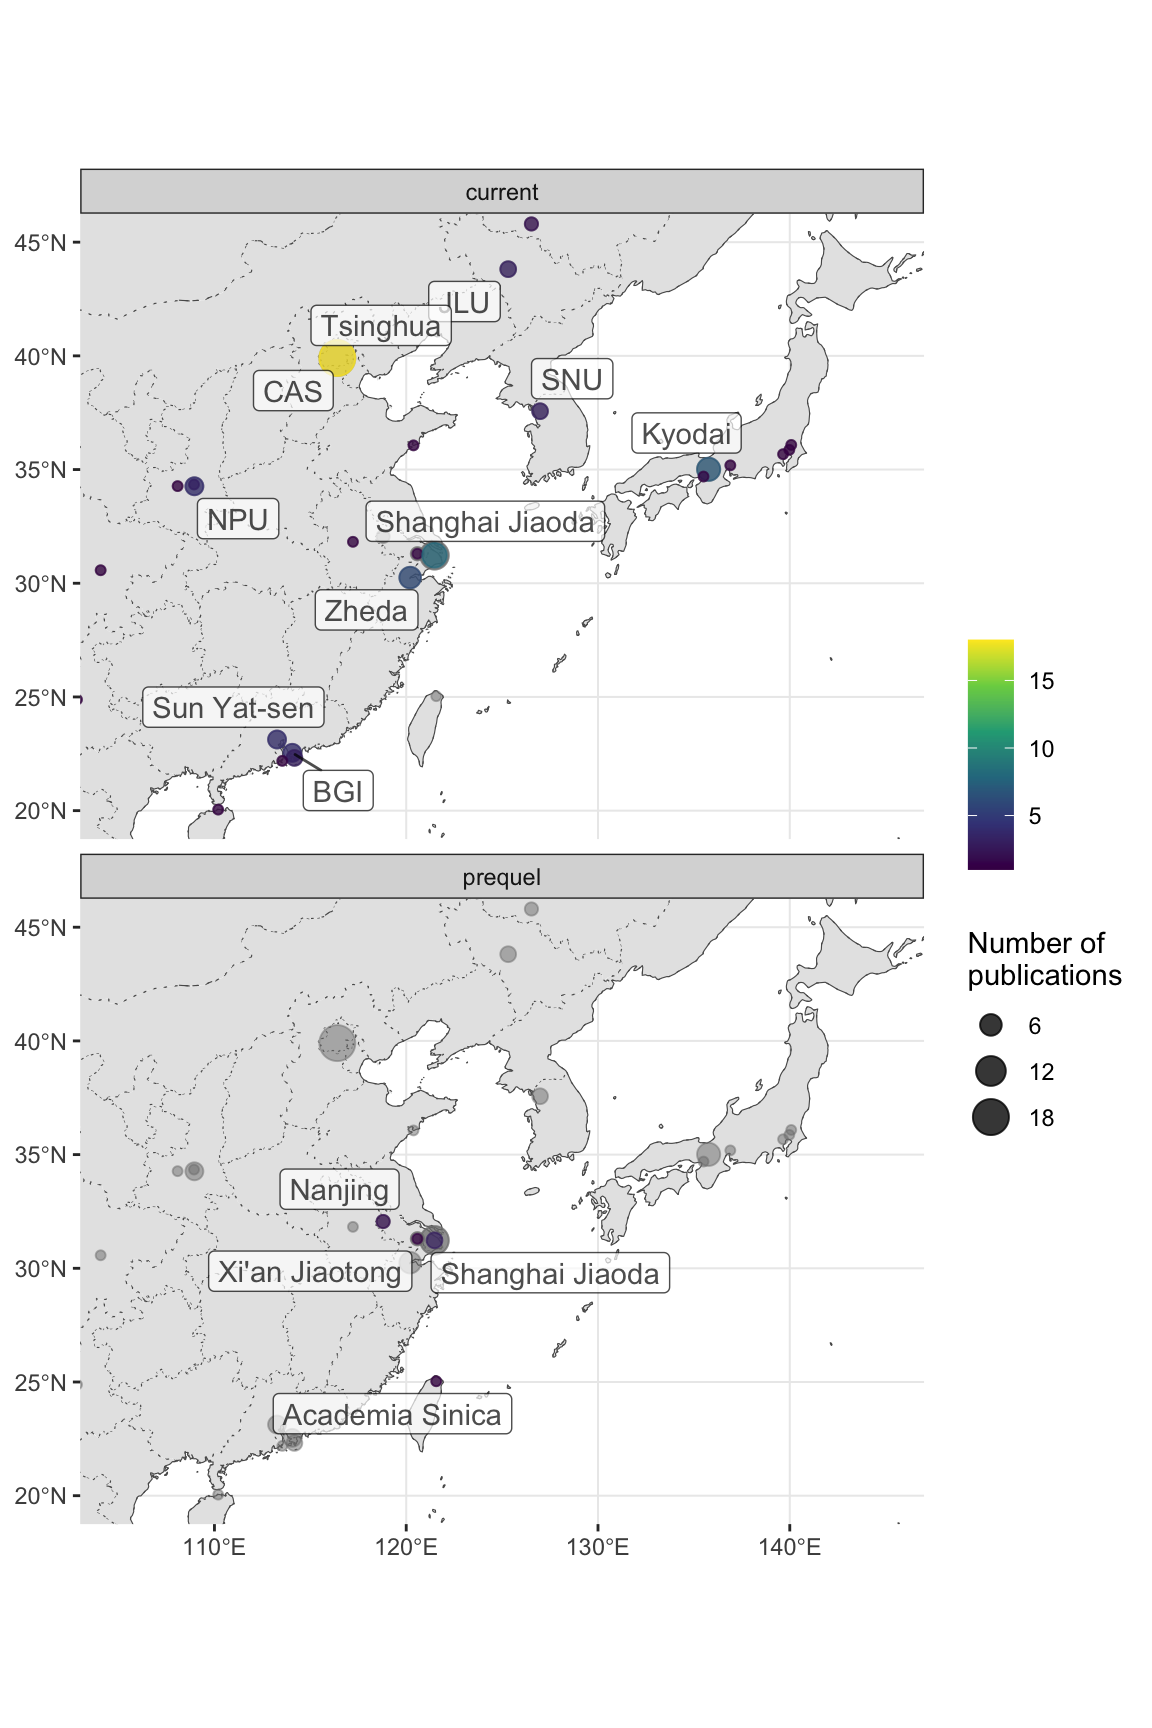 current
45°N
40°N
35°N
30°N
25°N
20°N
JLU
Tsinghua
CAS
SNU
Kyodai
NPU
Shanghai Jiaoda
Zheda
Sun Yat-sen
BGI
15
10
5
prequel
45°N
40°N
35°N
30°N
25°N
20°N
Nanjing
Xi'an Jiaotong
Shanghai Jiaoda
Academia Sinica
110°E
120°E
130°E
140°E
Number of
publications
6
12
18